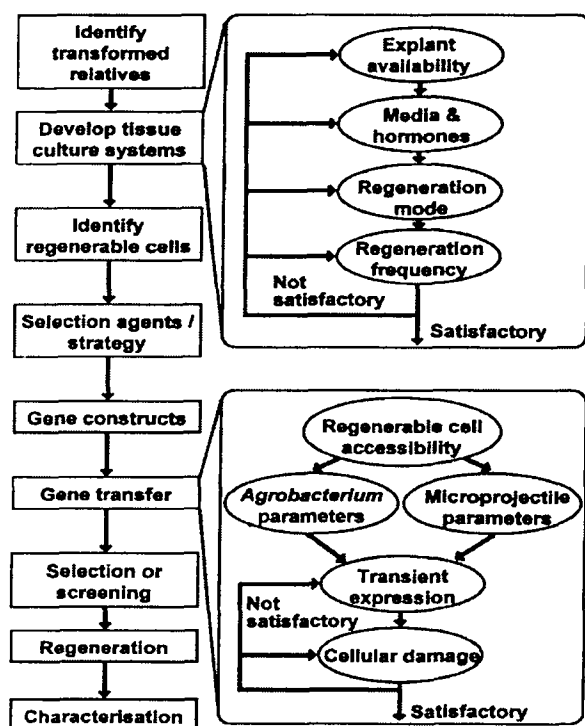 Identify
transformed
relatives
Develop tissue
culture systems
Identify
regenerable
cells
Selection agents /
strategy
Gene constructs
Gene transfer
Selection or
screening
Regeneration
Characterisation
Explant
availability
Media &
hormones
Regeneration
mode
Regeneration
frequency
Not
satisfactory
Satisfactory
Regenerable cell
accessibility
Agrobacterium
parameters
Microprojectile
parameters
Transient
expression
Not
satisfactory
Cellular damage
Satisfactory